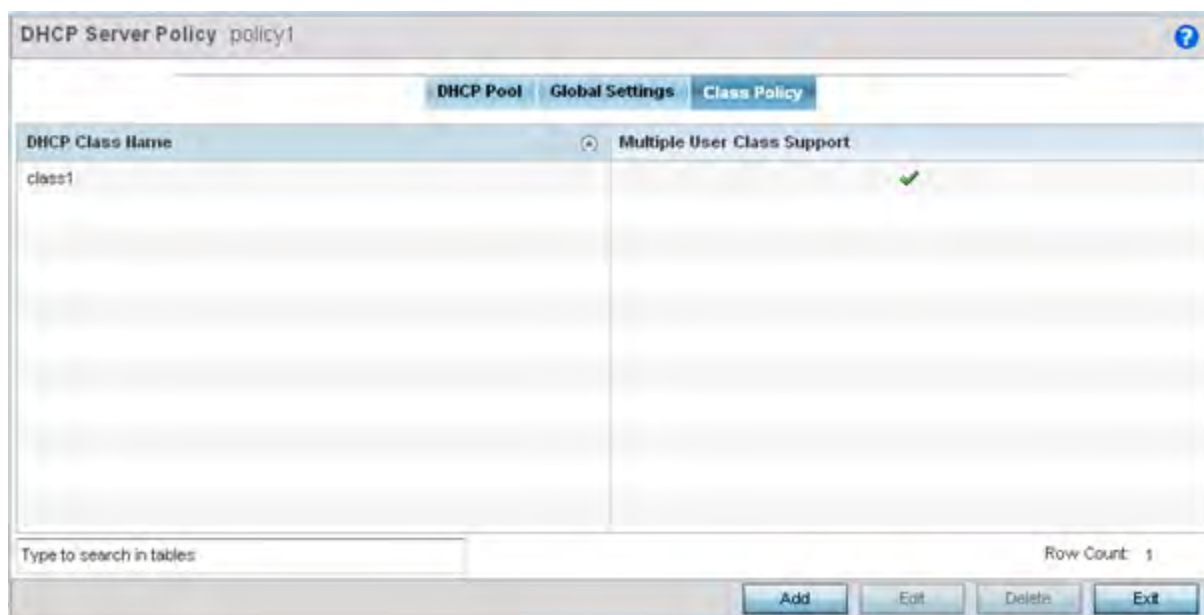 DHCP Server Policy policy1
?
DHCP Pool Global Settings Class Policy
DHCP Class Name Multiple User Class Support
class1
Type to search in tables
Row Count: 1
Add Edit Delete Exit